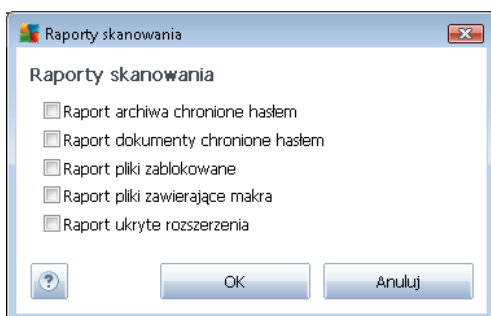 Raporty skanowania
Raporty skanowania
Raport archiwa chronione hasłem
Raport dokumenty chronione hasłem
Raport pliki zablokowane
Raport pliki zawierające makra
Raport ukryte rozszerzenia
? OK Anuluj